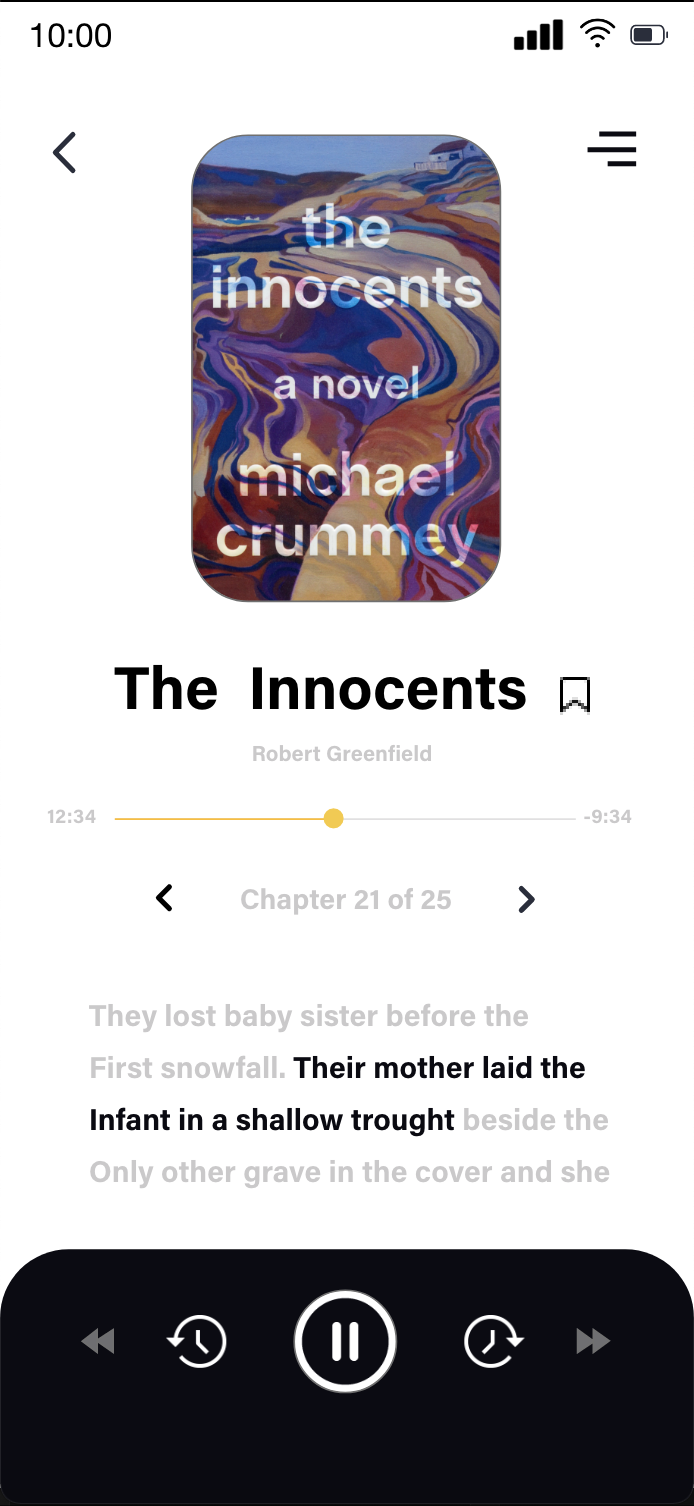 10:00
the
innocents
a novel
michael
crummey
The Innocents
Robert Greenfield
12:34
-9:34
Chapter 21 of 25
They lost baby sister before the
First snowfall. Their mother laid the
Infant in a shallow trought beside the
Only other grave in the cover and she